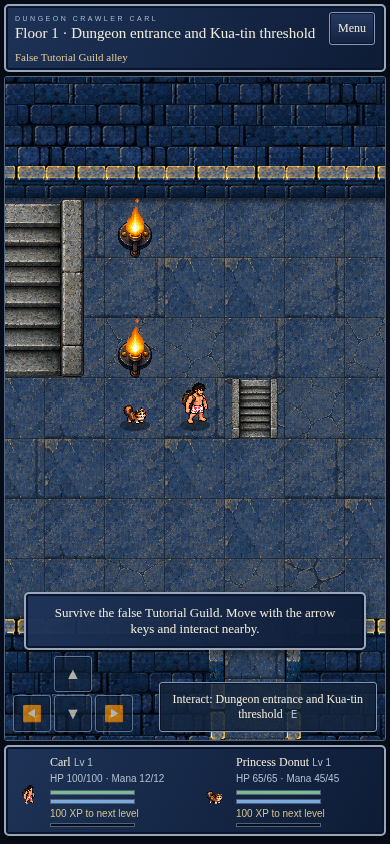 DUNGEON CRAWLER CARL
Floor 1 · Dungeon entrance and Kua-tin threshold
Menu
False Tutorial Guild alley
Survive the false Tutorial Guild. Move with the arrow
keys and interact nearby.
Interact: Dungeon entrance and Kua-tin
threshold E
Carl Lv 1
HP 100/100 · Mana 12/12
100 XP to next level
Princess Donut Lv 1
HP 65/65 · Mana 45/45
100 XP to next level